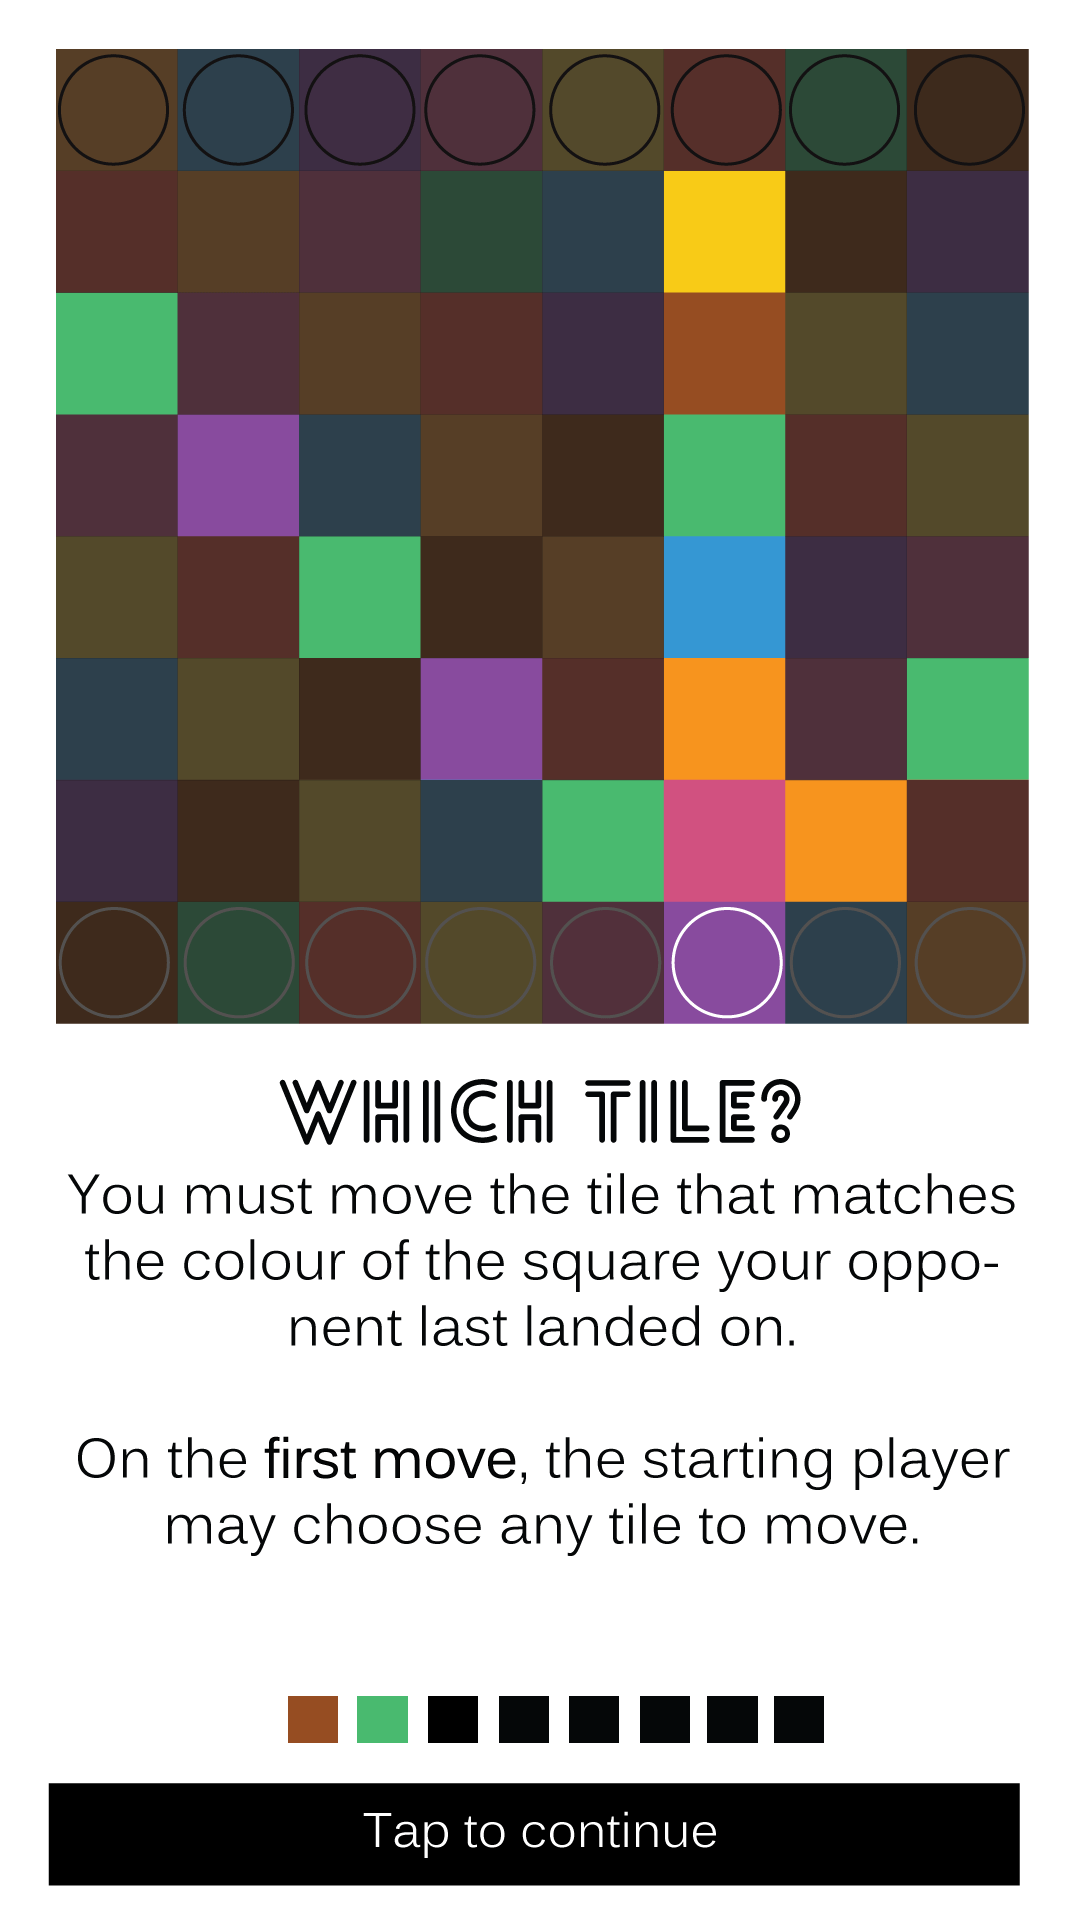 WHICH TILE?
You must move the tile that matches
the colour of the square your oppo-
nent last landed on.
On the first move, the starting player
may choose any tile to move.
Tap to continue